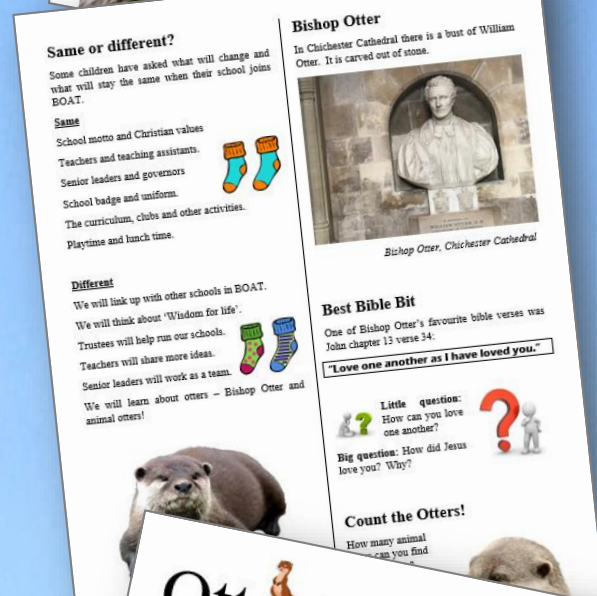 Same or different?
Some children have asked what will change and
what will stay the same when their school joins
BOAT.
Same
School motto and Christian values
Teachers and teaching assistants.
Senior leaders and governors
School badge and uniform.
The curriculum, clubs and other activities.
Playtime and lunch time.
Different
We will link up with other schools in BOAT.
We will think about ‘Wisdom for life’.
Trustees will help run our schools.
Teachers will share more ideas.
Senior leaders will work as a team.
We will learn about otters – Bishop Otter and
animal otters!
Bishop Otter
In Chichester Cathedral there is a bust of William
Otter. It is carved out of stone.
Bishop Otter, Chichester Cathedral
Best Bible Bit
One of Bishop Otter’s favourite bible verses was
John chapter 13 verse 34:
"Love one another as I have loved you."
Little question:
How can you love
one another?
Big question: How did Jesus
love you? Why?
Count the Otters!
How many animal
can you find